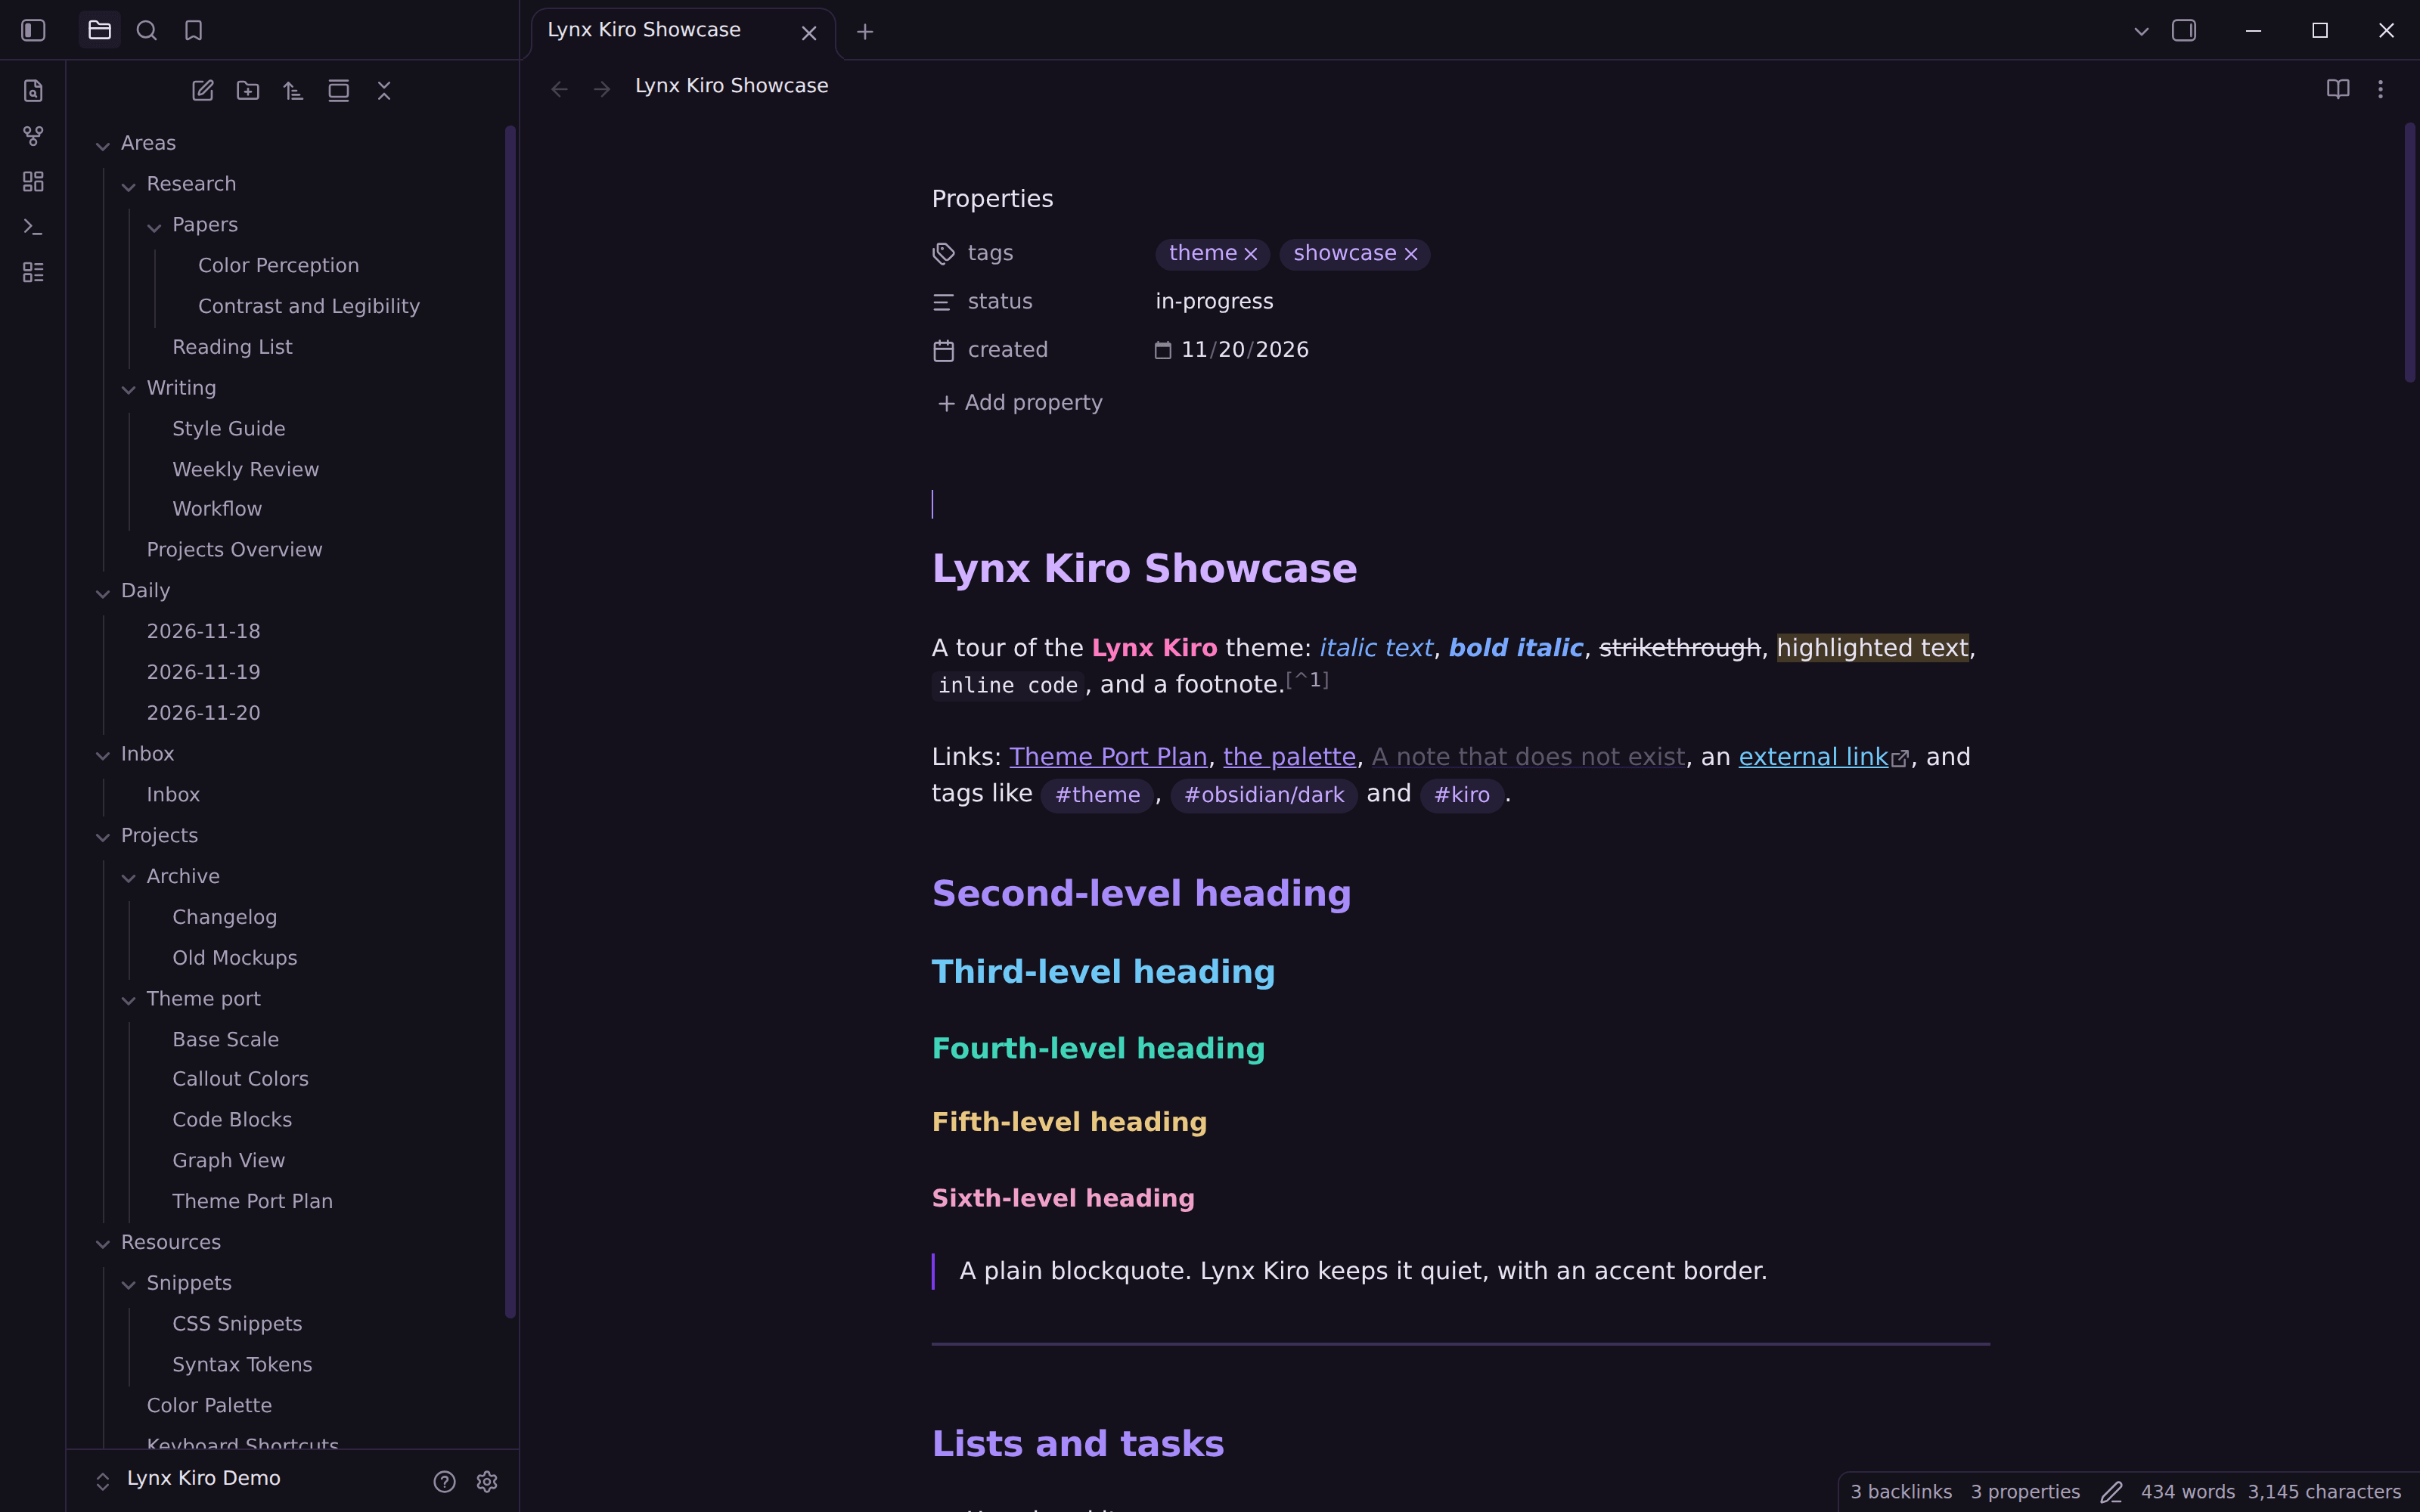 Lynx Kiro Showcase
Lynx Kiro Showcase
Areas
Research
Papers
Color Perception
Contrast and Legibility
Reading List
Writing
Style Guide
Weekly Review
Workflow
Projects Overview
Daily
2026-11-18
2026-11-19
2026-11-20
Inbox
Inbox
Projects
Archive
Changelog
Old Mockups
Theme port
Base Scale
Callout Colors
Code Blocks
Graph View
Theme Port Plan
Resources
Snippets
CSS Snippets
Syntax Tokens
Color Palette
Keyboard Shortcuts
Lynx Kiro Demo
Properties
tags theme showcase
status in-progress
created 11/20/2026
Add property
Lynx Kiro Showcase
A tour of the Lynx Kiro theme: italic text, bold italic, strikethrough, highlighted text,
inline code, and a footnote.[^1]
Links: Theme Port Plan, the palette, A note that does not exist, an external link, and
tags like #theme, #obsidian/dark and #kiro.
Second-level heading
Third-level heading
Fourth-level heading
Fifth-level heading
Sixth-level heading
A plain blockquote. Lynx Kiro keeps it quiet, with an accent border.
Lists and tasks
3 backlinks 3 properties 434 words 3,145 characters